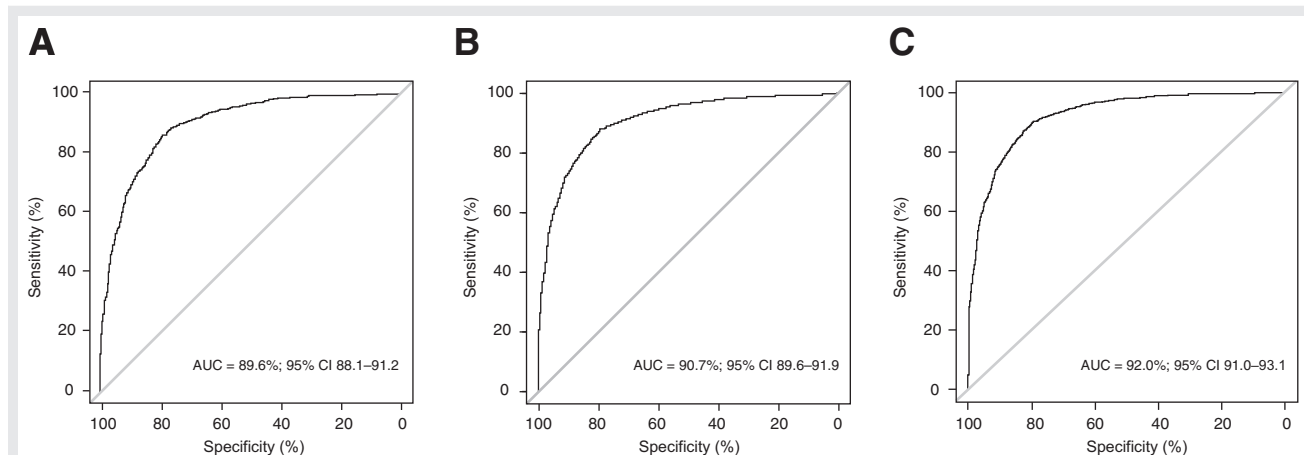 A
B
C
100
80
60
40
20
0
Sensitivity (%)
AUC = 89.6%; 95% CI 88.1–91.2
100 80 60 40 20 0
Specificity (%)
100
80
60
40
20
0
Sensitivity (%)
AUC = 90.7%; 95% CI 89.6–91.9
100 80 60 40 20 0
Specificity (%)
100
80
60
40
20
0
Sensitivity (%)
AUC = 92.0%; 95% CI 91.0–93.1
100 80 60 40 20 0
Specificity (%)